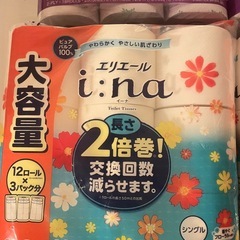 ピュア
パルプ
100%
やわらかく やさしい肌ざわり
エリエール
i:na
イーナ
Toilet Tissue
大容量
長さ
2倍巻!
交換回数
減らせます。
12ロール
×
3パック分
シングル